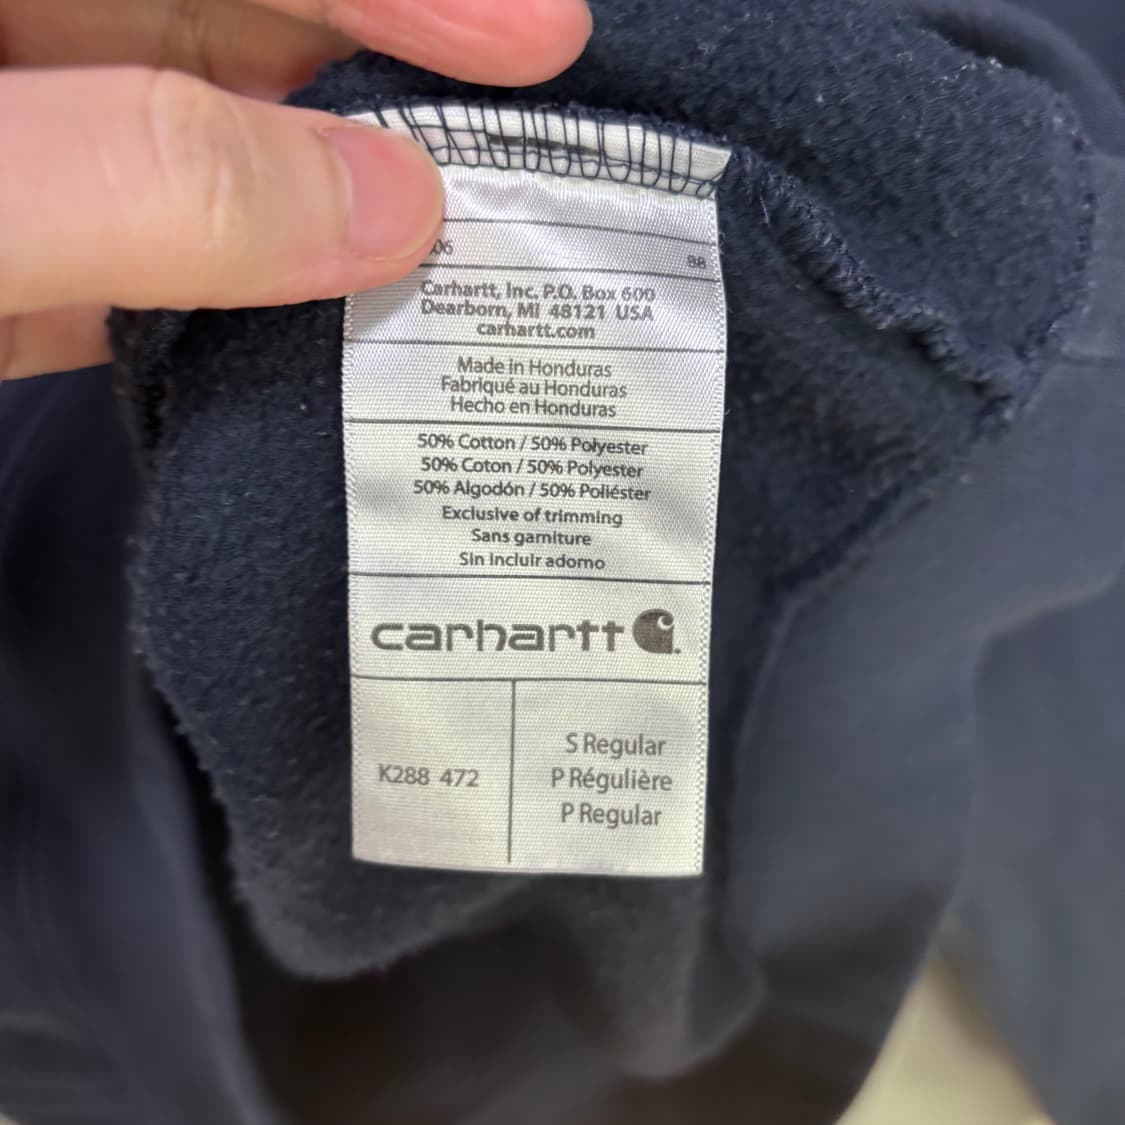 06 98
Carhartt, Inc. P.O. Box 600
Dearborn, MI 48121 USA
carhartt.com
Made in Honduras
Fabriqué au Honduras
Hecho en Honduras
50% Cotton / 50% Polyester
50% Coton / 50% Polyester
50% Algodón / 50% Poliéster
Exclusive of trimming
Sans garniture
Sin incluir adorno
carhartt
K288 472
S Regular
P Régulière
P Regular